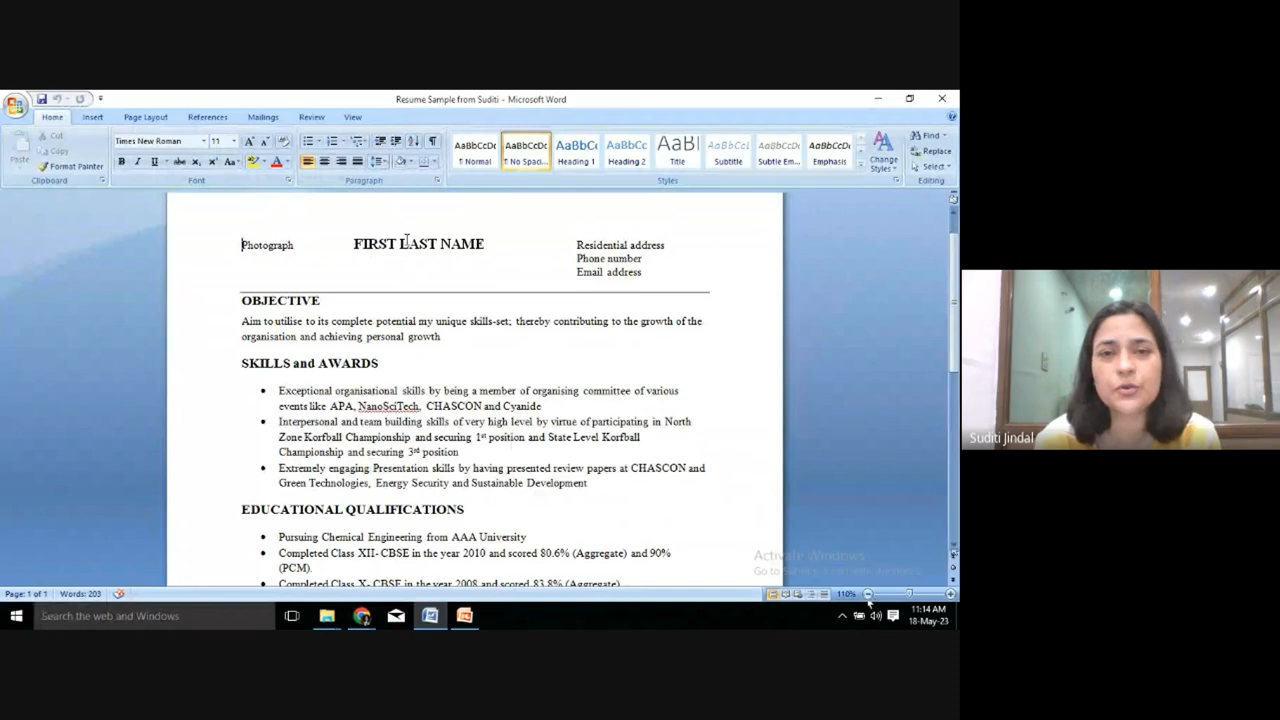 Resume Sample from Suditi - Microsoft Word
Home Insert Page Layout References Mailings Review View
Cut
Copy
Paste
Format Painter
Clipboard
Times New Roman 11
Font
Paragraph
AaBbCcDc AaBbCcDc AaBbCc AaBbCc AaBl AaBbCcl AaBbCcDc AaBbCcDc
¶ Normal ¶ No Spaci... Heading 1 Heading 2 Title Subtitle Subtle Em... Emphasis
Change
Styles
Styles
Find
Replace
Select
Editing
Photograph FIRST LAST NAME Residential address
Phone number
Email address
OBJECTIVE
Aim to utilise to its complete potential my unique skills-set; thereby contributing to the growth of the
organisation and achieving personal growth
SKILLS and AWARDS
• Exceptional organisational skills by being a member of organising committee of various
events like APA, NanoSciTech, CHASCON and Cyanide
• Interpersonal and team building skills of very high level by virtue of participating in North
Zone Korfball Championship and securing 1st position and State Level Korfball
Championship and securing 3rd position
• Extremely engaging Presentation skills by having presented review papers at CHASCON and
Green Technologies, Energy Security and Sustainable Development
EDUCATIONAL QUALIFICATIONS
• Pursuing Chemical Engineering from AAA University
• Completed Class XII- CBSE in the year 2010 and scored 80.6% (Aggregate) and 90%
(PCM).
• Completed Class X- CBSE in the year 2008 and scored 83.8% (Aggregate)
Activate Windows
Page: 1 of 1 Words: 203 110%
Search the web and Windows
11:14 AM
18-May-23
Suditi Jindal